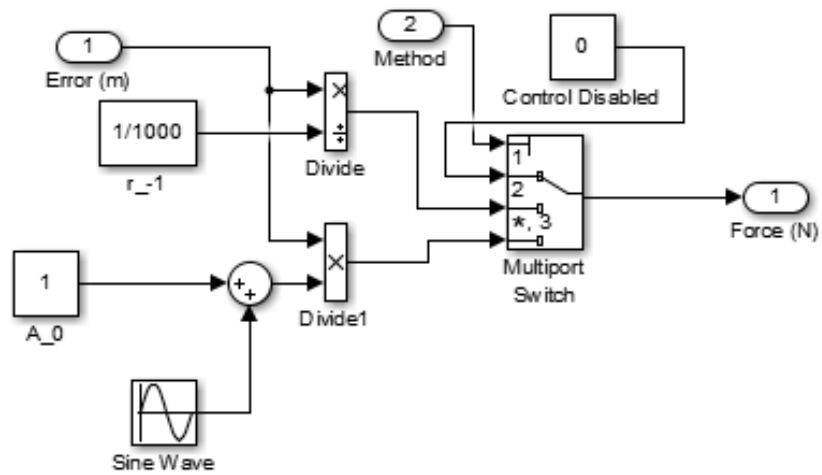 1
Error (m)
2
Method
0
Control Disabled
1/1000
r_-1
×
÷
Divide
1
2
*, 3
Multiport
Switch
1
Force (N)
1
A_0
+
+
×
Divide1
Sine Wave